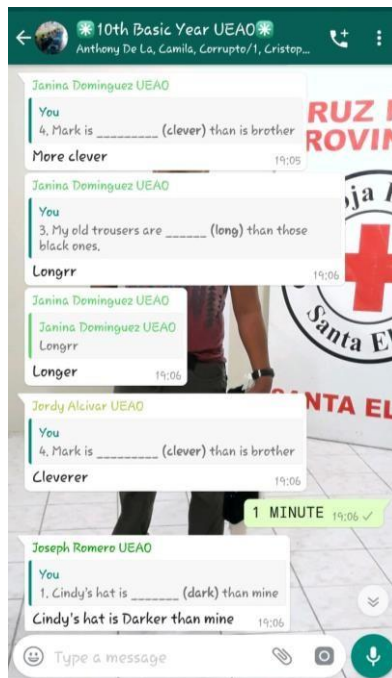 10th Basic Year UEAO
Anthony De La, Camila, Corrupto/1, Cristop...
Janina Dominguez UEAO
You
4. Mark is _________ (clever) than is brother
More clever
19:05
RUZ
PROVIN
Janina Dominguez UEAO
You
3. My old trousers are ______ (long) than those
black ones.
Longrr
19:06
oja
Janina Dominguez UEAO
Janina Dominguez UEAO
Longrr
Longer
19:06
Santa El
SANTA EL
Jordy Alcivar UEAO
You
4. Mark is _________ (clever) than is brother
Cleverer
19:06
1 MINUTE 19:06
Joseph Romero UEAO
You
1. Cindy's hat is _______ (dark) than mine
Cindy's hat is Darker than mine
19:06
Type a message